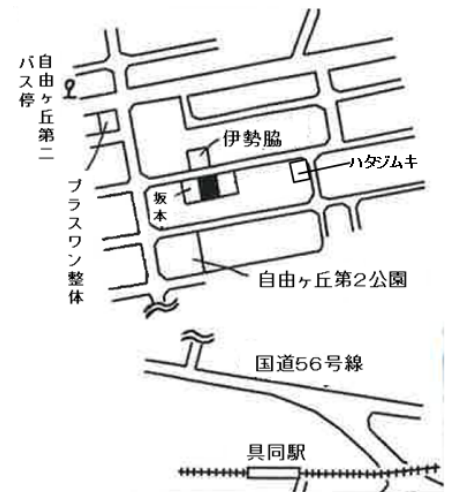 自由ヶ丘第二
バス停
プラスワン整体
伊勢脇
ハタジムキ
坂本
自由ヶ丘第2公園
国道56号線
具同駅